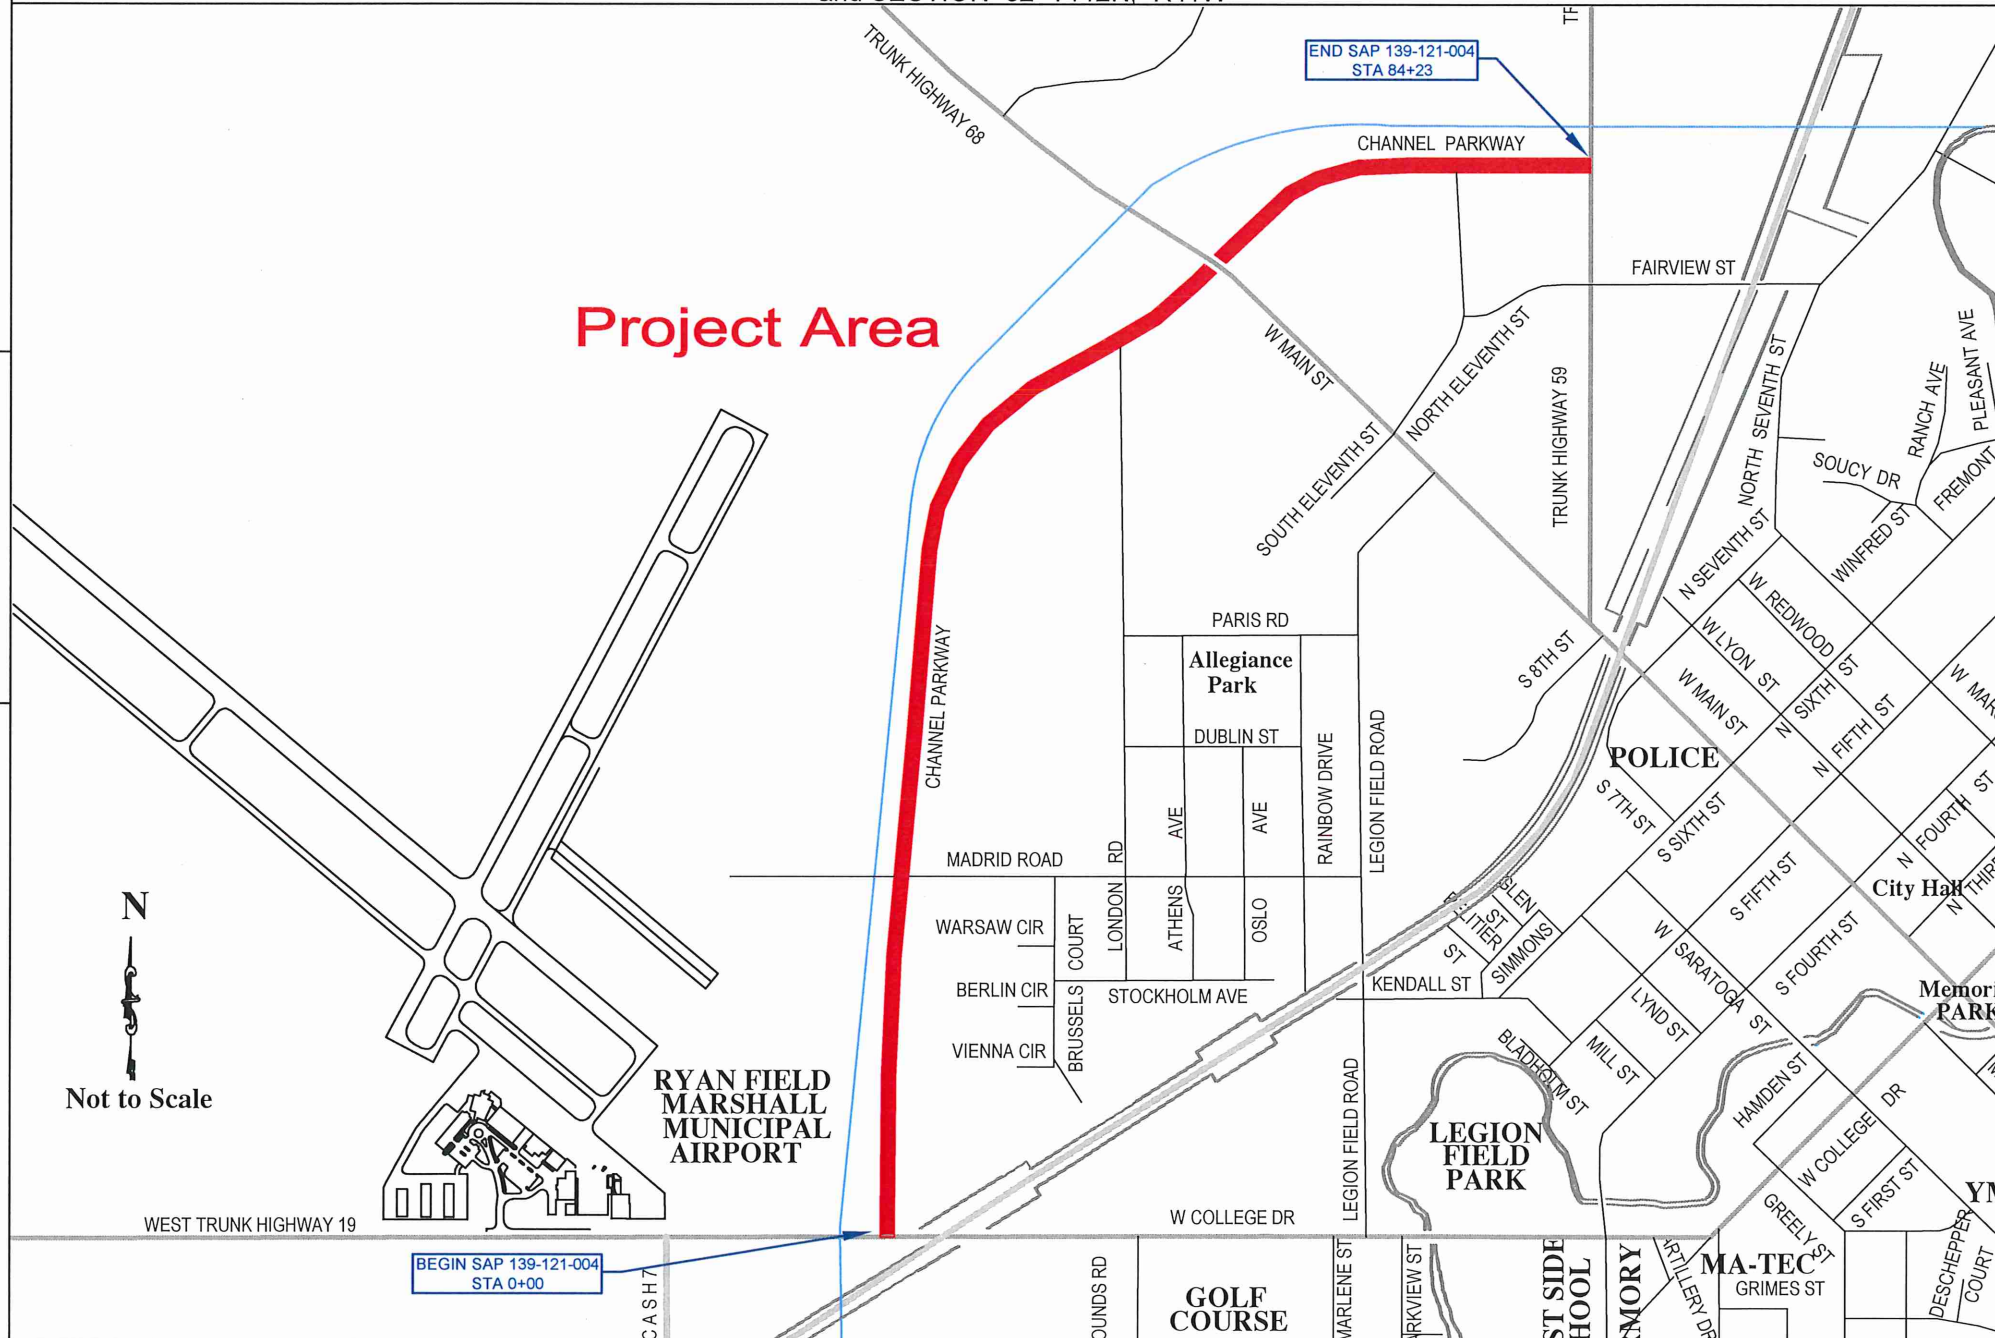 TRUNK HIGHWAY 68
END SAP 139-121-004
STA 84+23
CHANNEL PARKWAY
FAIRVIEW ST
Project Area
W MAIN ST
NORTH ELEVENTH ST
SOUTH ELEVENTH ST
TRUNK HIGHWAY 59
NORTH SEVENTH ST
RANCH AVE
PLEASANT AVE
SOUCY DR
FREMONT
WINFRED ST
N SEVENTH ST
W REDWOOD ST
W LYON ST
W MAIN ST
N SIXTH
N FIFTH ST
PARIS RD
Allegiance
Park
S 8TH ST
CHANNEL PARKWAY
DUBLIN ST
RAINBOW DRIVE
LEGION FIELD ROAD
POLICE
S 7TH ST
S SIXTH ST
N FOURTH ST
MADRID ROAD
LONDON RD
ATHENS AVE
OSLO AVE
City Hall
S FIFTH ST
GLEN ST
SIMMONS ST
N
WARSAW CIR
BRUSSELS COURT
W SARATOGA ST
S FOURTH ST
BERLIN CIR
STOCKHOLM AVE
KENDALL ST
LYND ST
VIENNA CIR
BLADHOLM ST
MILL ST
HAMDEN ST
Not to Scale
RYAN FIELD
MARSHALL
MUNICIPAL
AIRPORT
LEGION FIELD ROAD
LEGION
FIELD
PARK
W COLLEGE DR
S FIRST ST
GREELY ST
WEST TRUNK HIGHWAY 19
W COLLEGE DR
BEGIN SAP 139-121-004
STA 0+00
C A S H 7
MARLENE ST
MA-TEC
GRIMES ST
DESCHEPPER
COURT
GOLF
COURSE